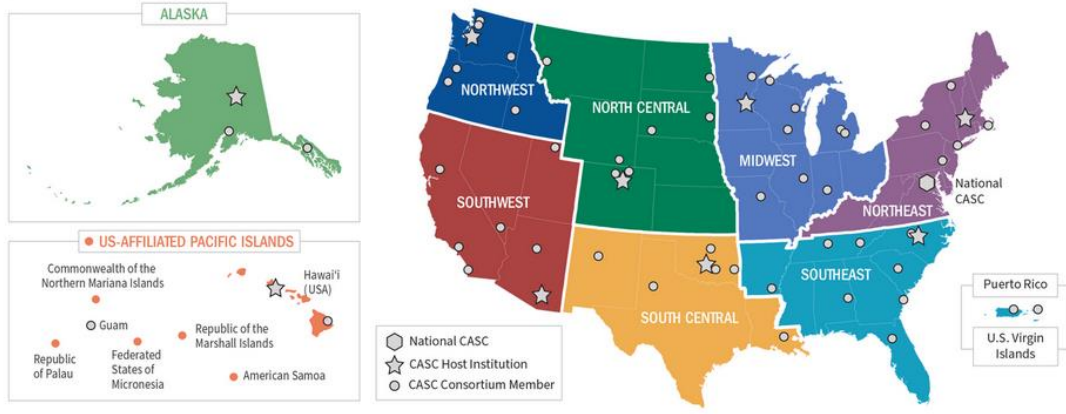 ALASKA
US-AFFILIATED PACIFIC ISLANDS
Commonwealth of the
Northern Mariana Islands
Hawai‘i
(USA)
Guam
Republic of the
Marshall Islands
Republic
of Palau
Federated
States of
Micronesia
American Samoa
NORTHWEST
NORTH CENTRAL
MIDWEST
SOUTHWEST
National
CASC
NORTHEAST
SOUTHEAST
SOUTH CENTRAL
National CASC
CASC Host Institution
CASC Consortium Member
Puerto Rico
U.S. Virgin
Islands